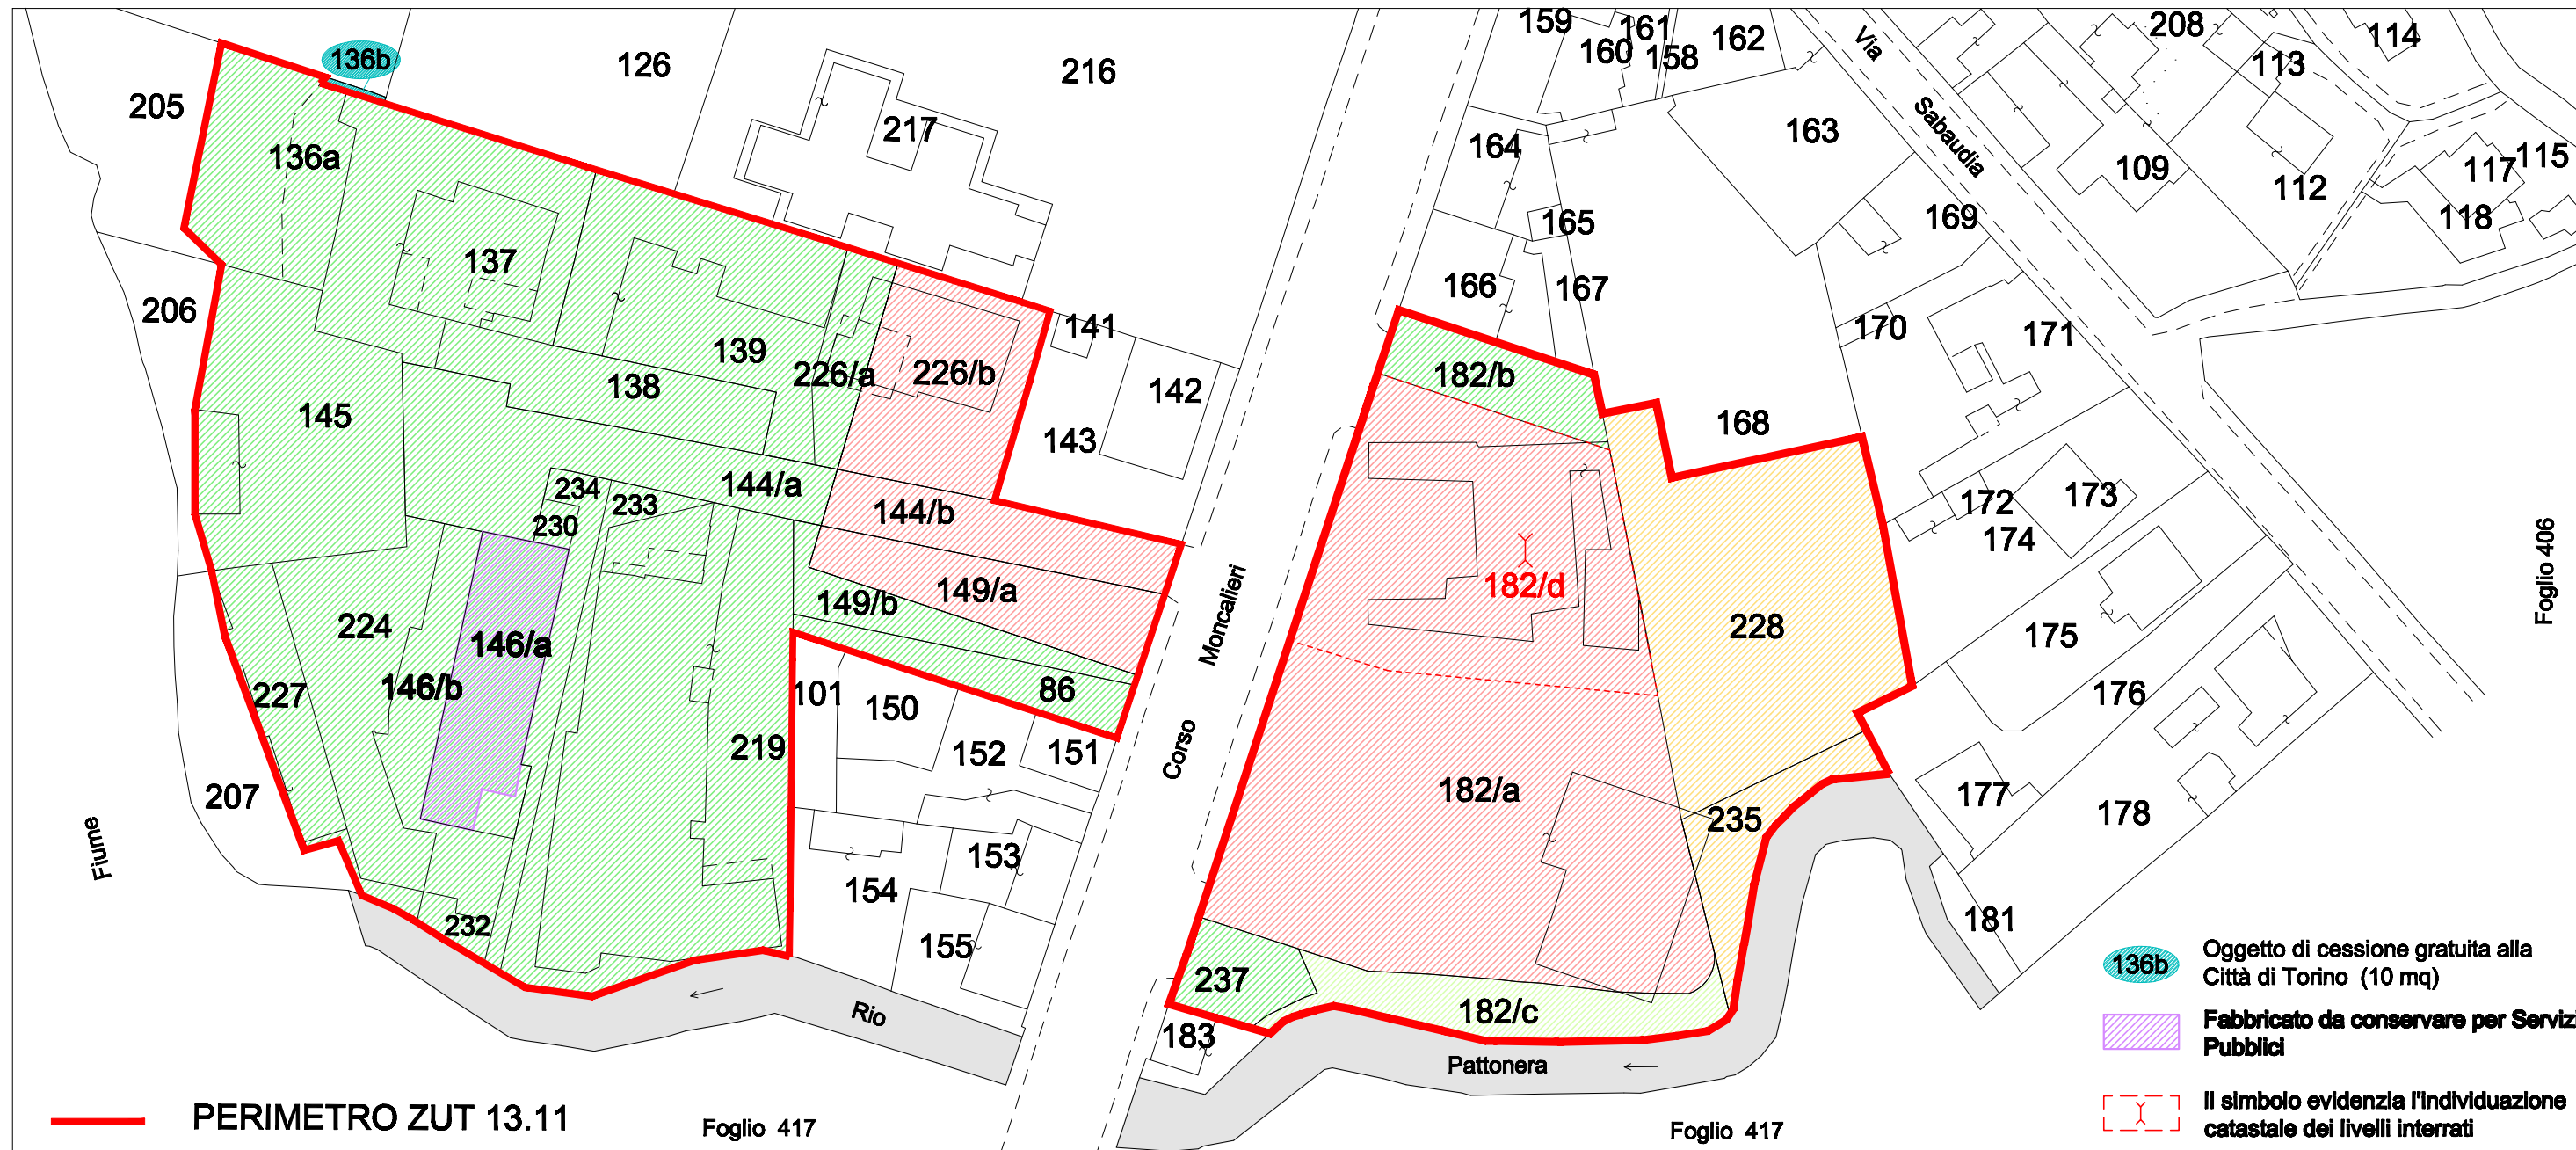 136b
126
216
159
161
160
158
162
Via
208
113
114
205
136a
217
164
163
Sabaudia
109
112
117
115
118
206
137
165
169
166
167
141
170
171
139
226/a
226/b
138
142
182/b
145
143
168
144/a
144/b
234
233
230
172
173
174
Foglio 406
149/b
149/a
Moncalieri
182/d
224
146/a
228
175
146/b
227
86
101
150
176
219
152
151
Corso
207
182/a
235
177
178
Fiume
153
154
155
232
237
181
182/c
Rio
183
Pattonera
136b
Oggetto di cessione gratuita alla
Città di Torino (10 mq)
Fabbricato da conservare per Servizi
Pubblici
Il simbolo evidenzia l'individuazione
catastale dei livelli interrati
PERIMETRO ZUT 13.11
Foglio 417
Foglio 417